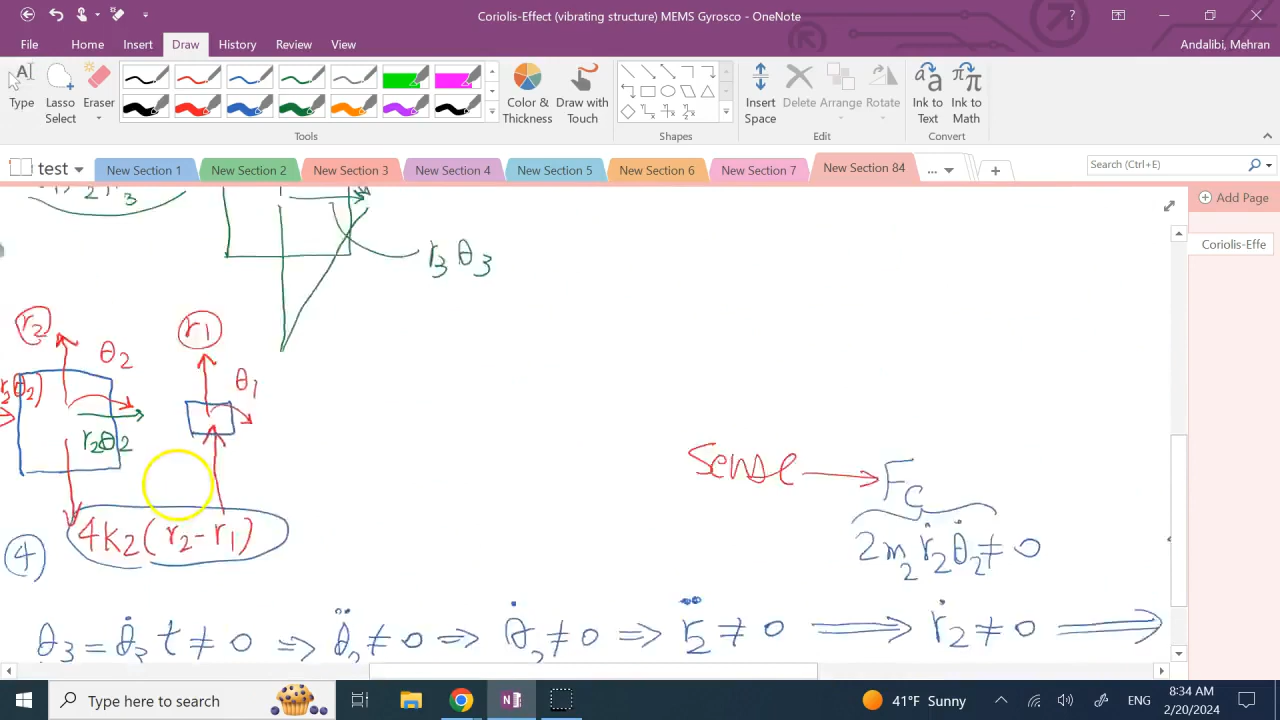 Coriolis-Effect (vibrating structure) MEMS Gyrosco - OneNote
File Home Insert Draw History Review View
Andalibi, Mehran
Type
Lasso Select
Eraser
Color & Thickness
Draw with Touch
Insert Space
Delete
Arrange
Rotate
Ink to Text
Ink to Math
Tools
Shapes
Edit
Convert
test
New Section 1
New Section 2
New Section 3
New Section 4
New Section 5
New Section 6
New Section 7
New Section 84
...
Search (Ctrl+E)
Add Page
Coriolis-Effe
r₃θ₃
r₂
θ₂
r₁
θ₁
r₂θ₂
Sense → F_C
4k₂(r₂-r₁)
2m₂ṙ₂θ̇₂≠0
4
θ₃ = θ̇₃ t ≠ 0 ⇒ θ̈₂ ≠ 0 ⇒ θ̇₂ ≠ 0 ⇒ r̈₂ ≠ 0 ⟹ ṙ₂ ≠ 0 ⟹
Type here to search
41°F Sunny
ENG
8:34 AM
2/20/2024